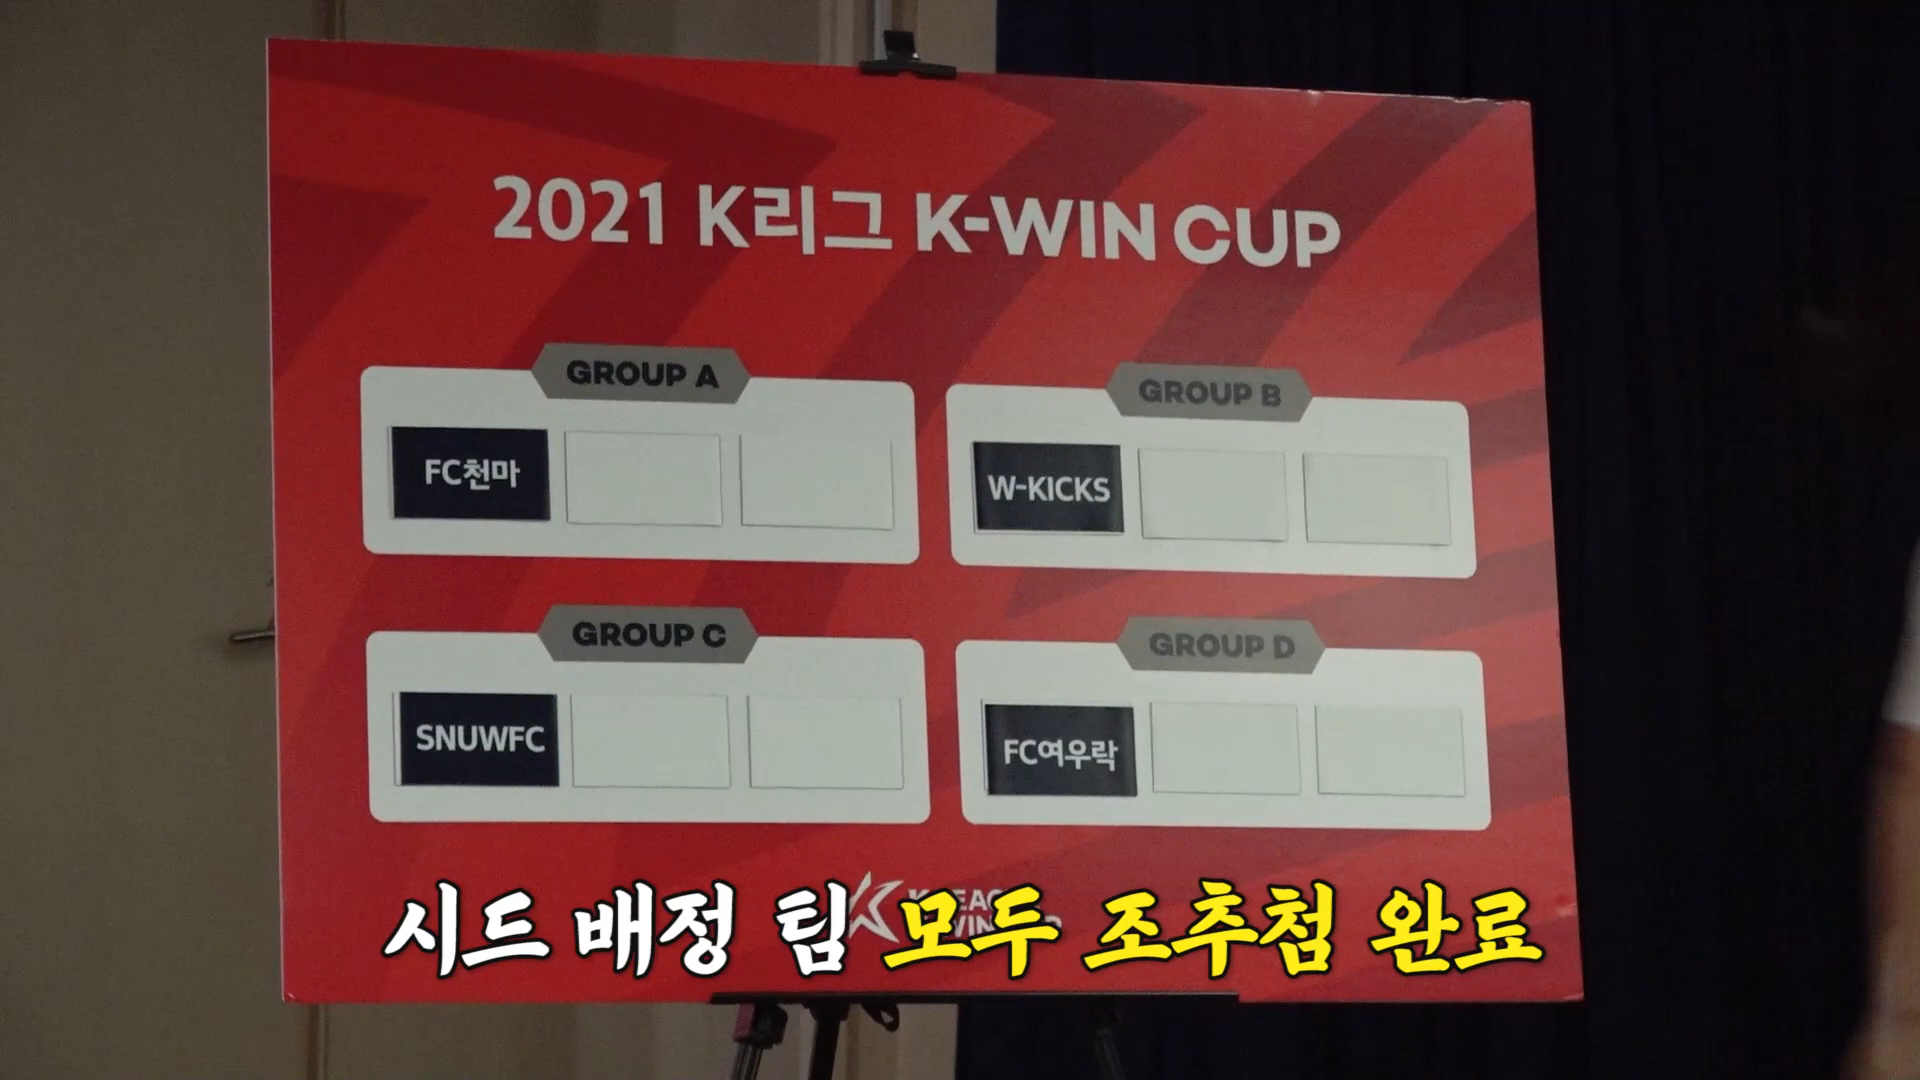 2021 K리그 K-WIN CUP
GROUP A
GROUP B
FC천마
W-KICKS
GROUP C
GROUP D
SNUWFC
FC여우락
시드 배정 팀 모두 조추첨 완료